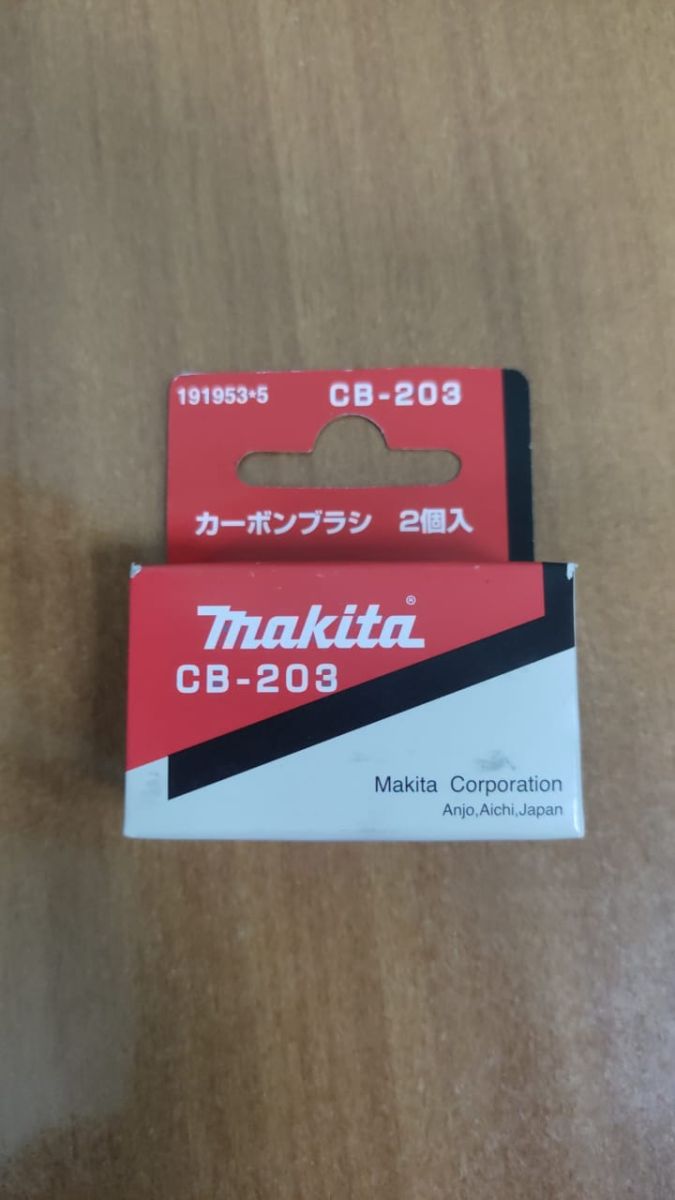 191953*5 CB-203
カーボンブラシ 2個入
makita®
CB-203
Makita Corporation
Anjo,Aichi,Japan